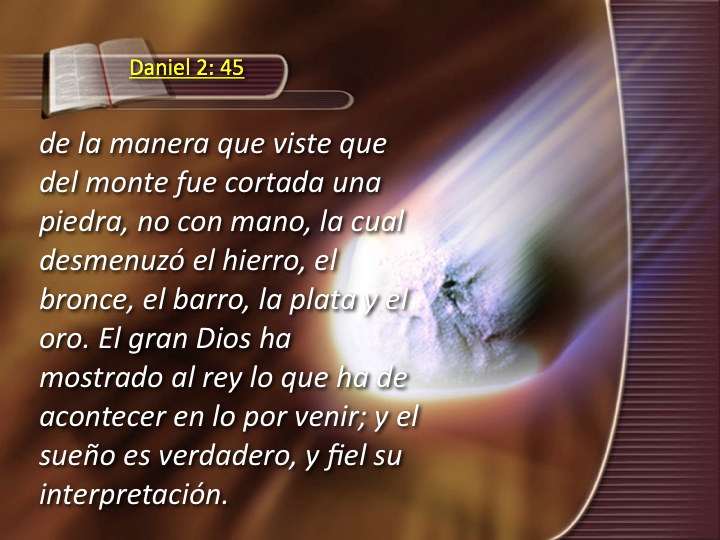 Daniel 2: 45
de la manera que viste que
del monte fue cortada una
piedra, no con mano, la cual
desmenuzó el hierro, el
bronce, el barro, la plata y el
oro. El gran Dios ha
mostrado al rey lo que ha de
acontecer en lo por venir; y el
sueño es verdadero, y fiel su
interpretación.